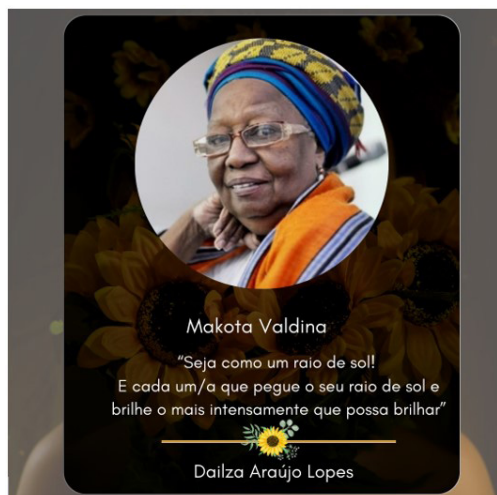 Makota Valdina
“Seja como um raio de sol!
E cada um/a que pegue o seu raio de sol e
brilhe o mais intensamente que possa brilhar”
Dailza Araújo Lopes